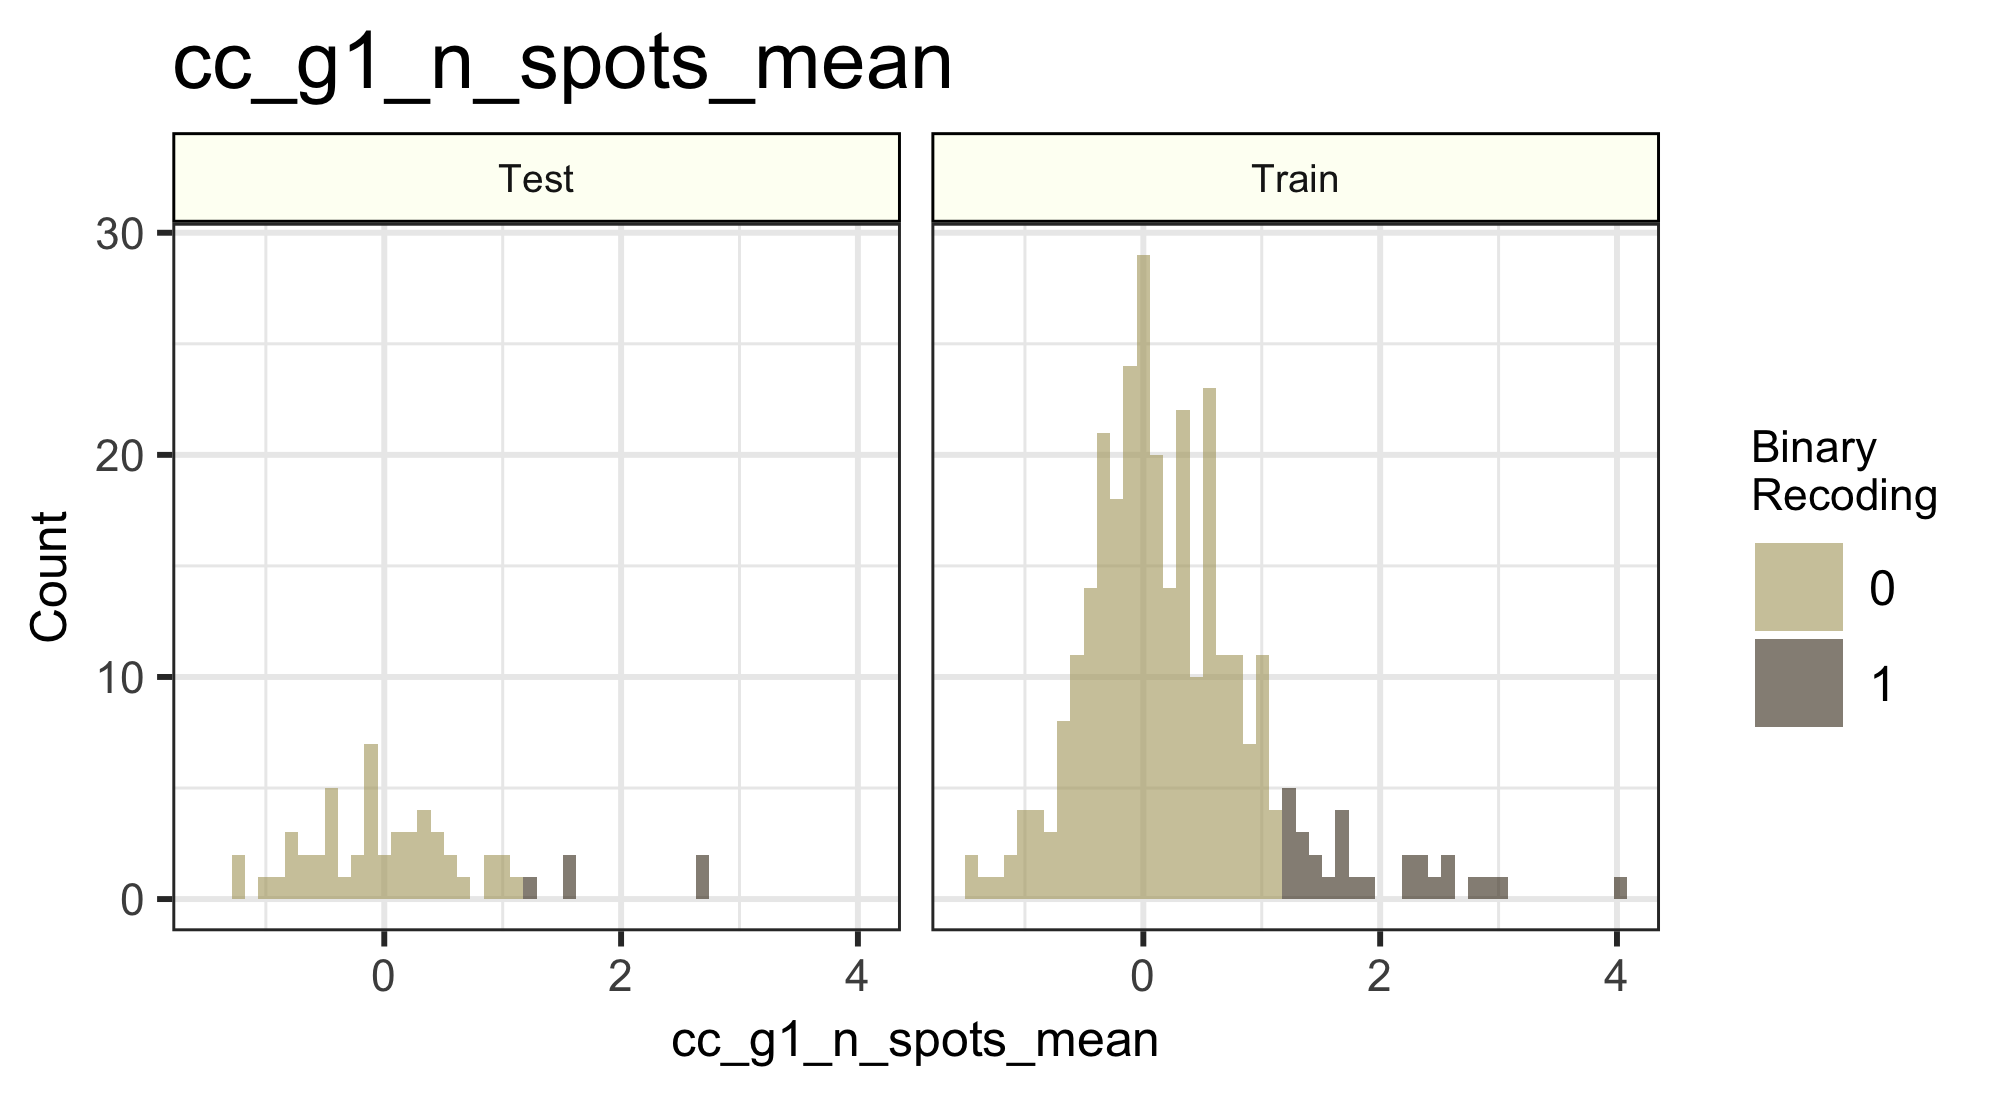 cc_g1_n_spots_mean
Test
Train
30
20
10
0
Count
0
2
4
0
2
4
cc_g1_n_spots_mean
Binary
Recoding
0
1